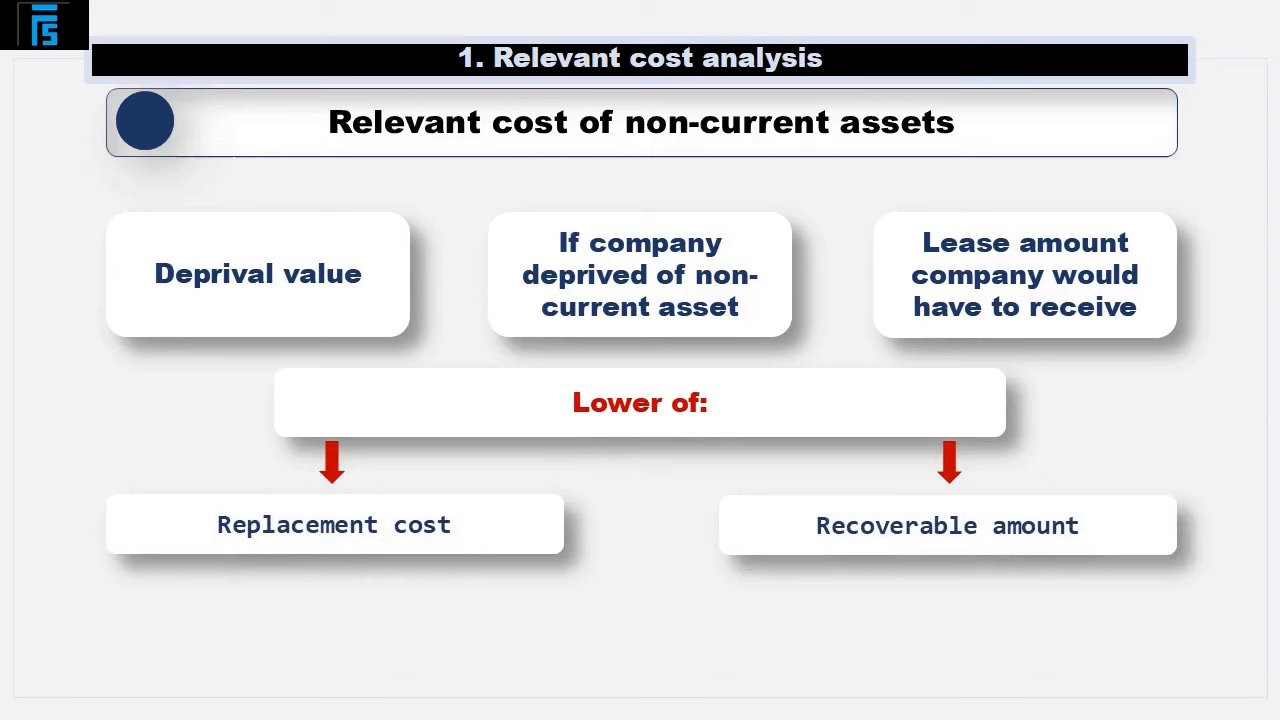 1. Relevant cost analysis
Relevant cost of non-current assets
Deprival value
If company
deprived of non-
current asset
Lease amount
company would
have to receive
Lower of:
Replacement cost
Recoverable amount